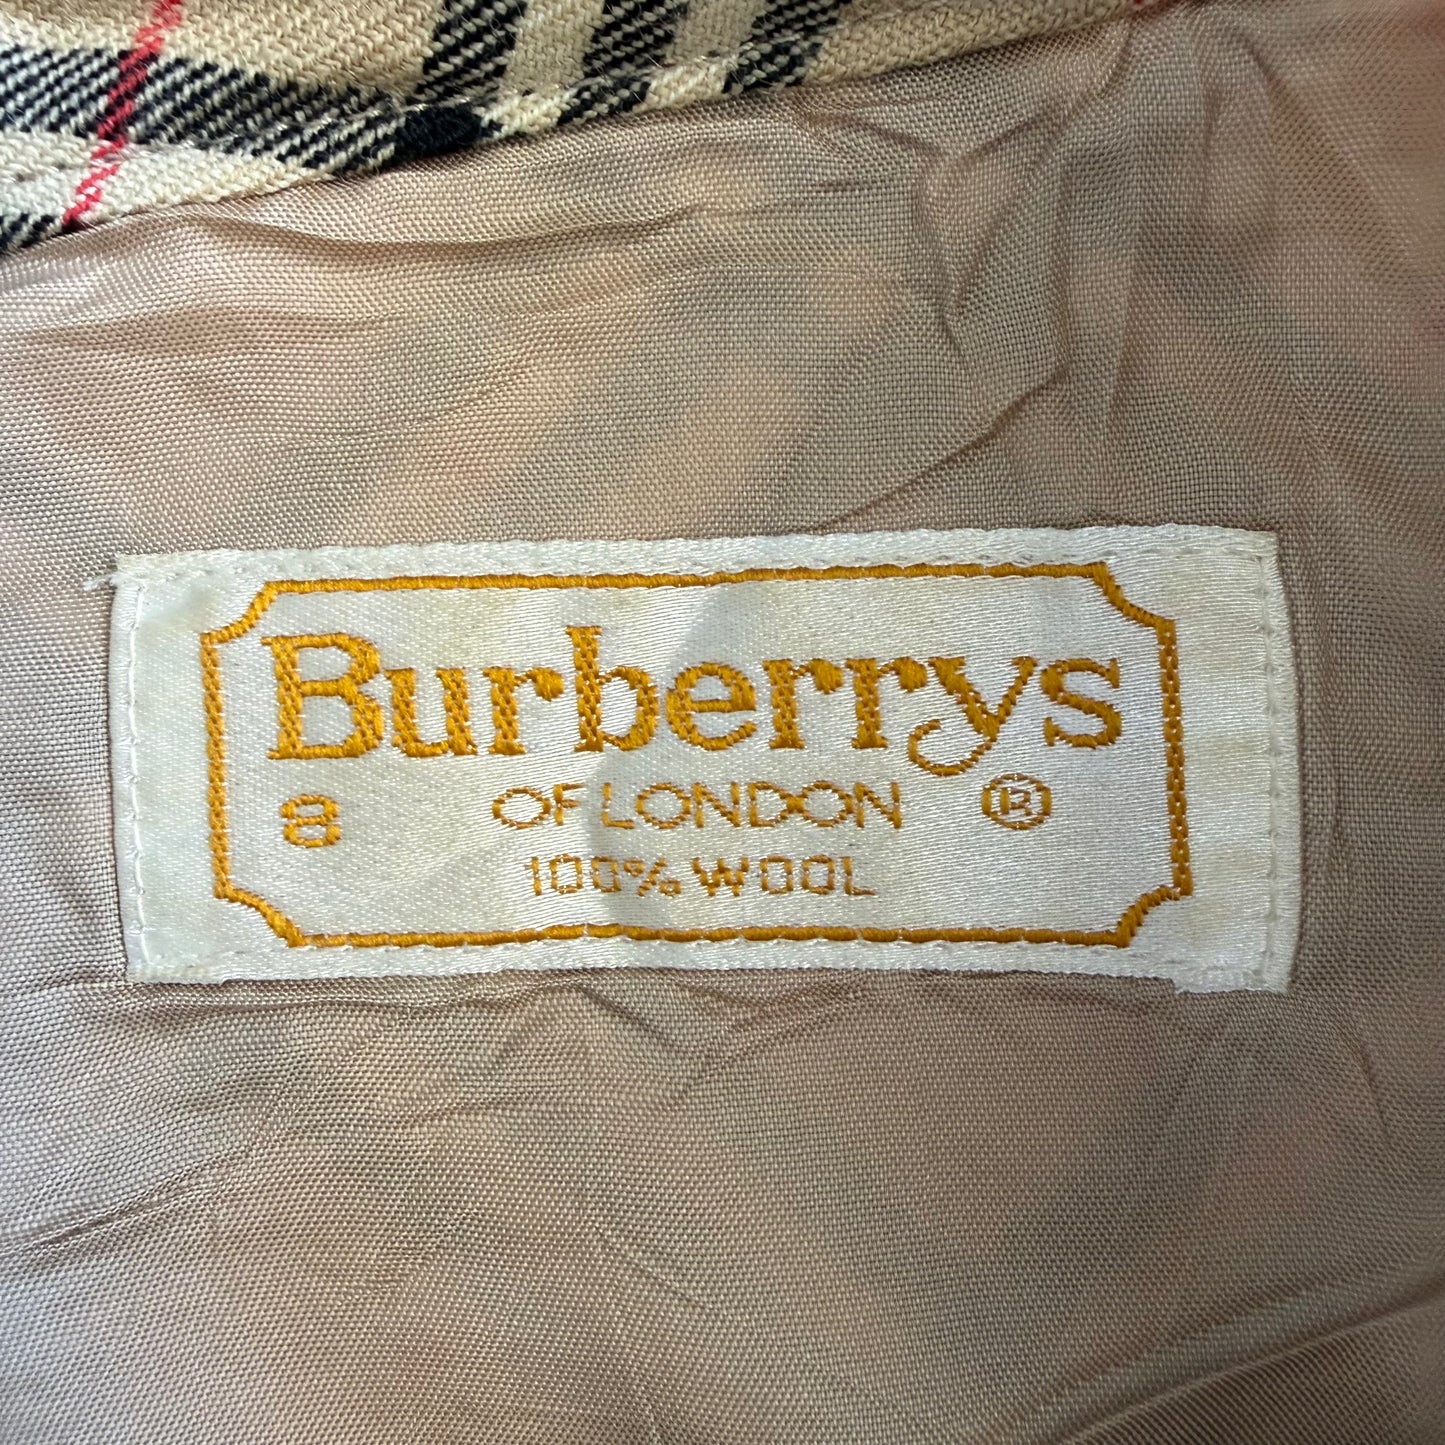 Burberrys
8 OF LONDON ®
100% WOOL